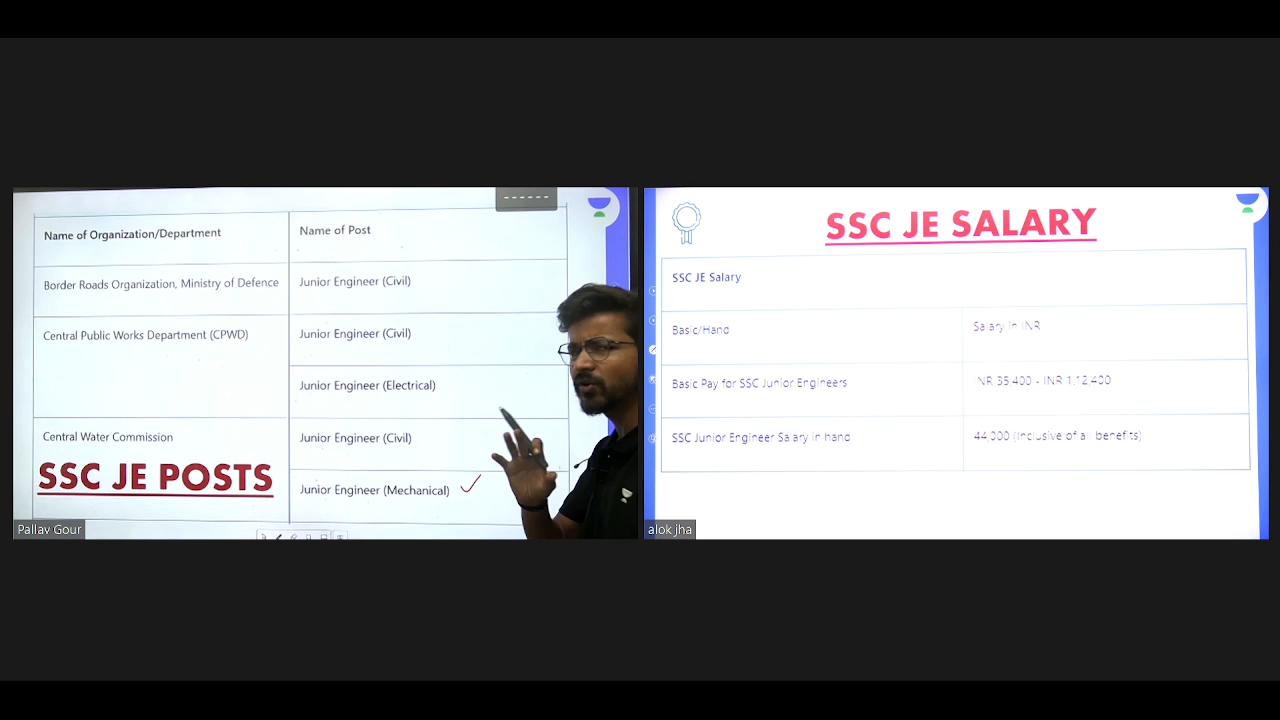 Name of Organization/Department
Name of Post
Border Roads Organization, Ministry of Defence
Junior Engineer (Civil)
Central Public Works Department (CPWD)
Junior Engineer (Civil)
Junior Engineer (Electrical)
Central Water Commission
Junior Engineer (Civil)
SSC JE POSTS
Junior Engineer (Mechanical)
Pallav Gour
SSC JE SALARY
SSC JE Salary
Basic/Hand
Salary in INR
Basic Pay for SSC Junior Engineers
INR 35,400 - INR 1,12,400
SSC Junior Engineer Salary in hand
44,000 (Inclusive of all benefits)
alok jha